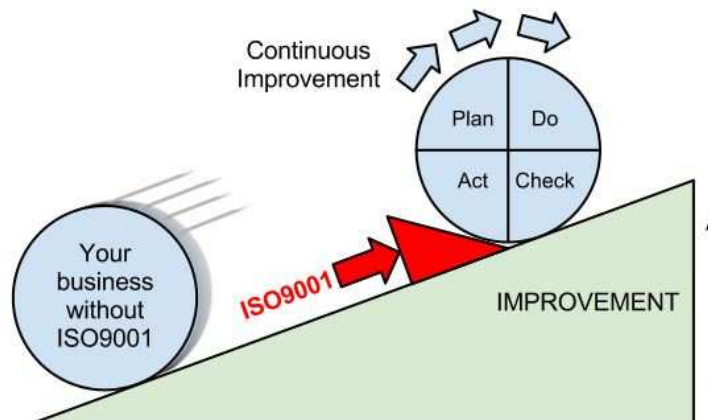 Continuous
Improvement
Plan
Do
Act
Check
Your
business
without
ISO9001
ISO9001
IMPROVEMENT